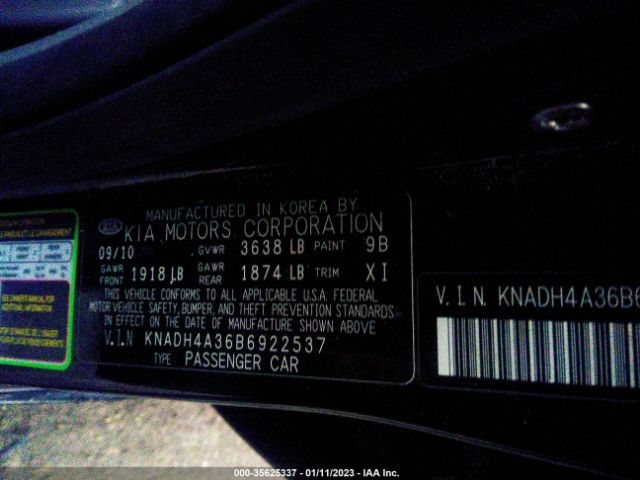 MANUFACTURED IN KOREA BY
KIA KIA MOTORS CORPORATION
09/10 GVWR 3638 LB PAINT 9B
GAWR FRONT 1918 LB GAWR REAR 1874 LB TRIM XI
THIS VEHICLE CONFORMS TO ALL APPLICABLE U.S.A. FEDERAL
MOTOR VEHICLE SAFETY, BUMPER, AND THEFT PREVENTION STANDARDS
IN EFFECT ON THE DATE OF MANUFACTURE SHOWN ABOVE
V.I.N KNADH4A36B6922537
TYPE PASSENGER CAR
V.I.N. KNADH4A36B6
000-35625337 - 01/11/2023 - IAA Inc.